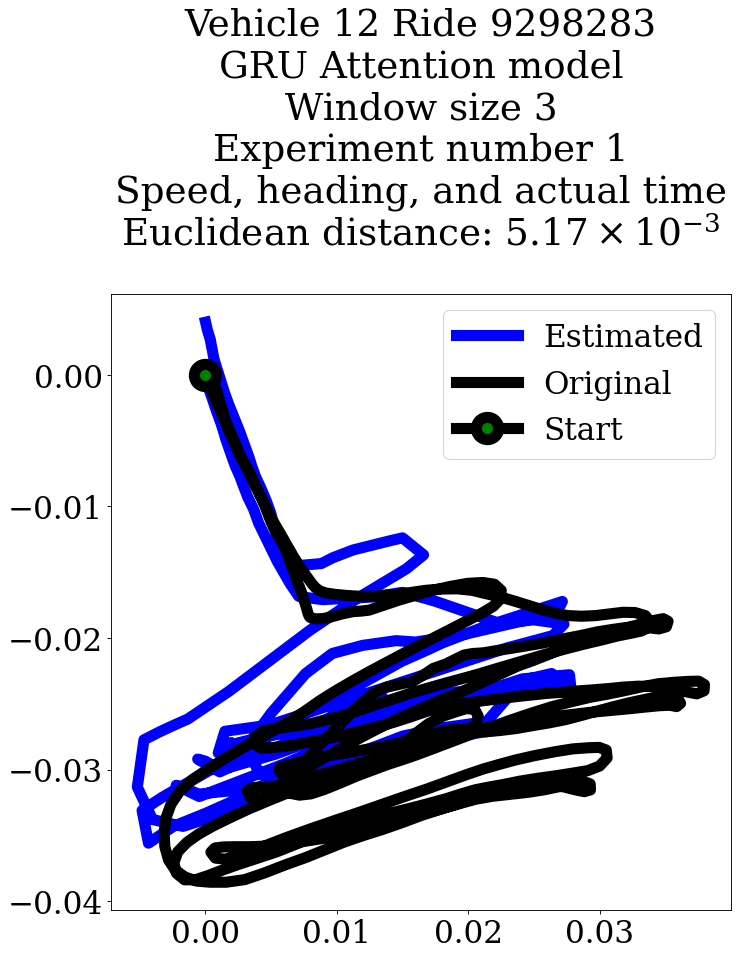 Vehicle 12 Ride 9298283
GRU Attention model
Window size 3
Experiment number 1
Speed, heading, and actual time
Euclidean distance: 5.17 × 10⁻³
Estimated
Original
Start
0.00
−0.01
−0.02
−0.03
−0.04
0.00 0.01 0.02 0.03